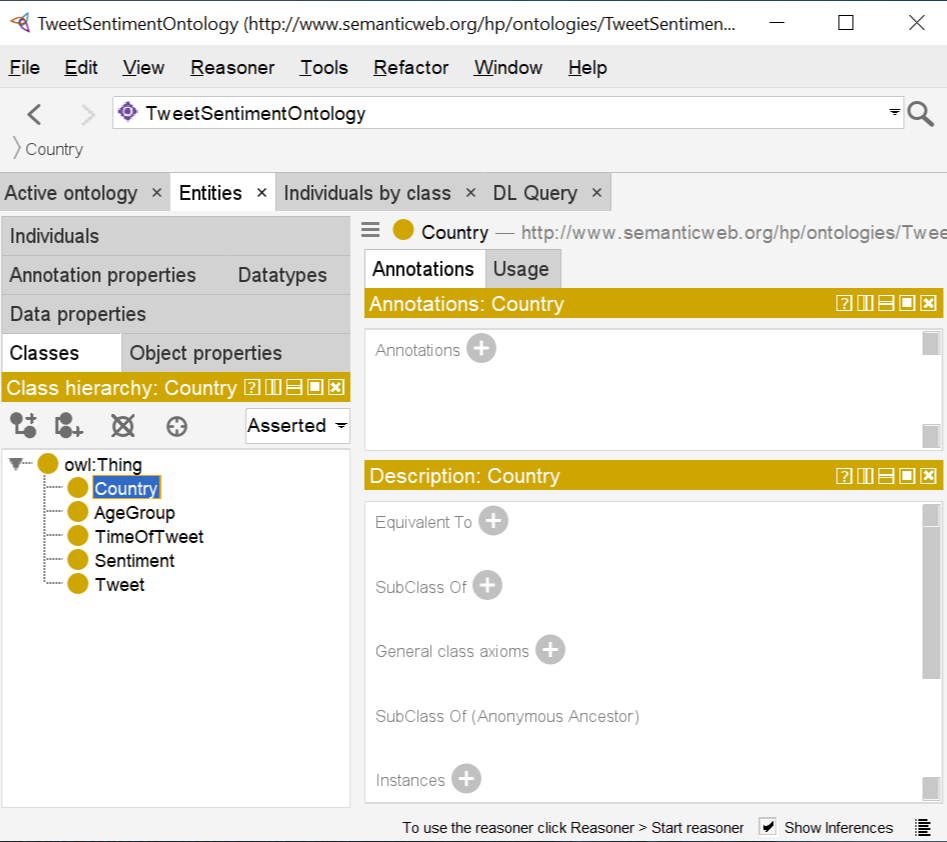 TweetSentimentOntology (http://www.semanticweb.org/hp/ontologies/TweetSentimen...
File Edit View Reasoner Tools Refactor Window Help
TweetSentimentOntology
Country
Active ontology × Entities × Individuals by class × DL Query ×
Individuals
Annotation properties Datatypes
Data properties
Classes Object properties
Class hierarchy: Country
Asserted
owl:Thing
Country
AgeGroup
TimeOfTweet
Sentiment
Tweet
Country — http://www.semanticweb.org/hp/ontologies/Twee
Annotations Usage
Annotations: Country
Annotations
Description: Country
Equivalent To
SubClass Of
General class axioms
SubClass Of (Anonymous Ancestor)
Instances
To use the reasoner click Reasoner > Start reasoner Show Inferences